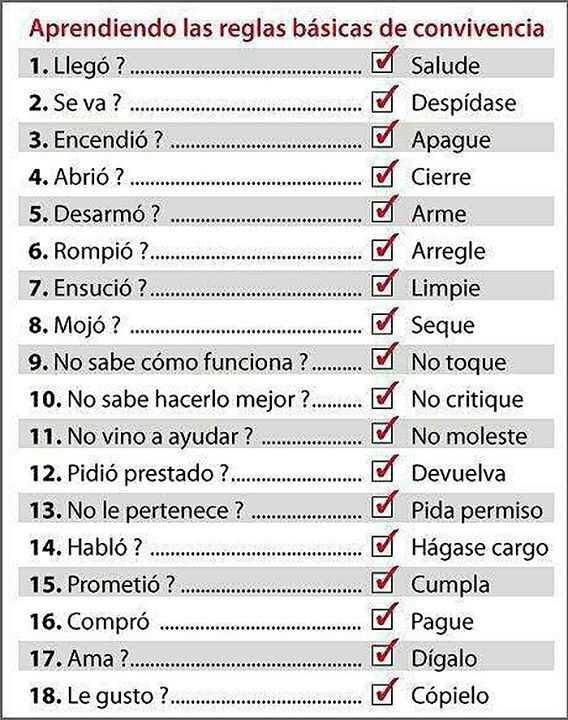 Aprendiendo las reglas básicas de convivencia
1. Llegó ?.................................... Salude
2. Se va ? .................................... Despídase
3. Encendió ? .............................. Apague
4. Abrió ? .................................... Cierre
5. Desarmó ? .............................. Arme
6. Rompió ?................................. Arregle
7. Ensució ?................................. Limpie
8. Mojó ? .................................... Seque
9. No sabe cómo funciona ?........ No toque
10. No sabe hacerlo mejor ?........ No critique
11. No vino a ayudar ? ................ No moleste
12. Pidió prestado ?..................... Devuelva
13. No le pertenece ? .................. Pida permiso
14. Habló ? ................................. Hágase cargo
15. Prometió ? ............................ Cumpla
16. Compró ................................ Pague
17. Ama ?.................................... Dígalo
18. Le gusto ?.............................. Cópielo